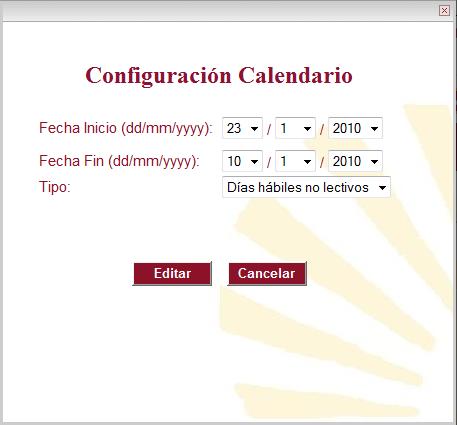 Configuración Calendario
Fecha Inicio (dd/mm/yyyy): 23 / 1 / 2010
Fecha Fin (dd/mm/yyyy): 10 / 1 / 2010
Tipo: Días hábiles no lectivos
Editar Cancelar